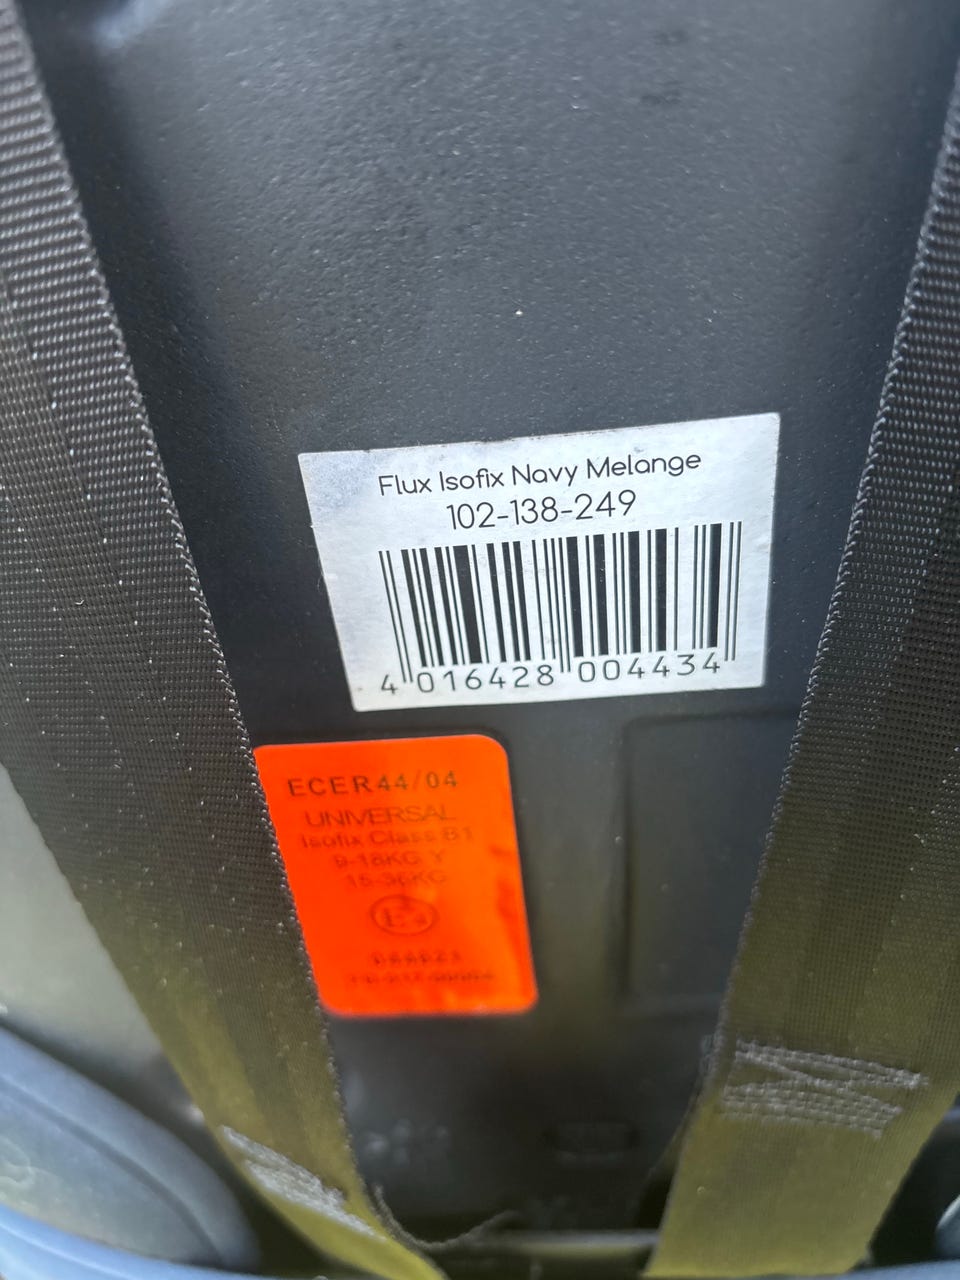 Flux Isofix Navy Melange
102-138-249
4 016428 004434
ECER44/04
UNIVERSAL
Isofix Class B1
9-18KG Y
15-36KG